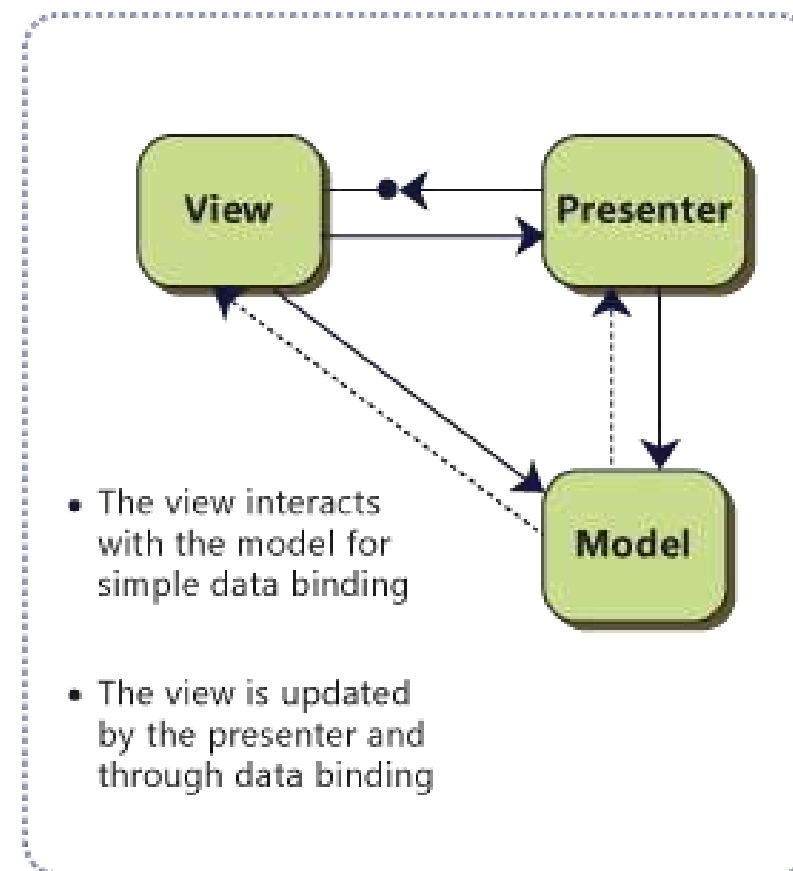 View
Presenter
Model
• The view interacts
with the model for
simple data binding
• The view is updated
by the presenter and
through data binding